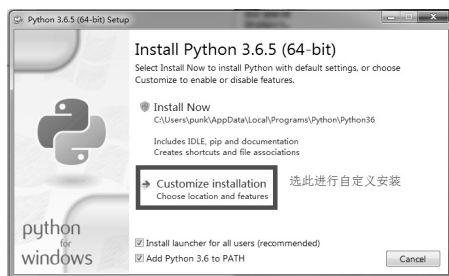 Python 3.6.5 (64-bit) Setup
Install Python 3.6.5 (64-bit)
Select Install Now to install Python with default settings, or choose
Customize to enable or disable features.
Install Now
C:\Users\punk\AppData\Local\Programs\Python\Python36
Includes IDLE, pip and documentation
Creates shortcuts and file associations
Customize installation 选此进行自定义安装
Choose location and features
python
for
windows
Install launcher for all users (recommended)
Add Python 3.6 to PATH
Cancel